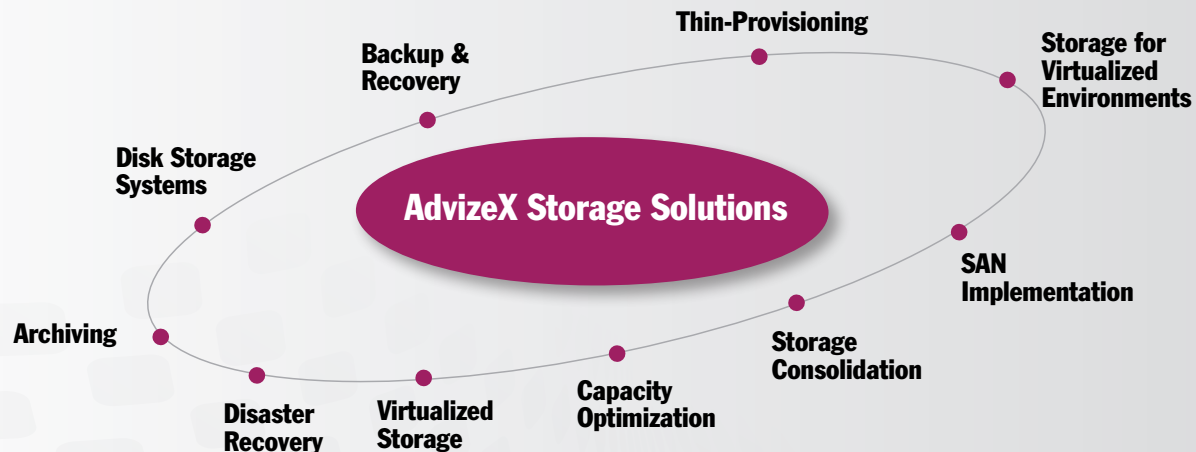 Thin-Provisioning
Storage for
Virtualized
Environments
Backup &
Recovery
Disk Storage
Systems
AdvizeX Storage Solutions
SAN
Implementation
Archiving
Storage
Consolidation
Capacity
Optimization
Virtualized
Storage
Disaster
Recovery